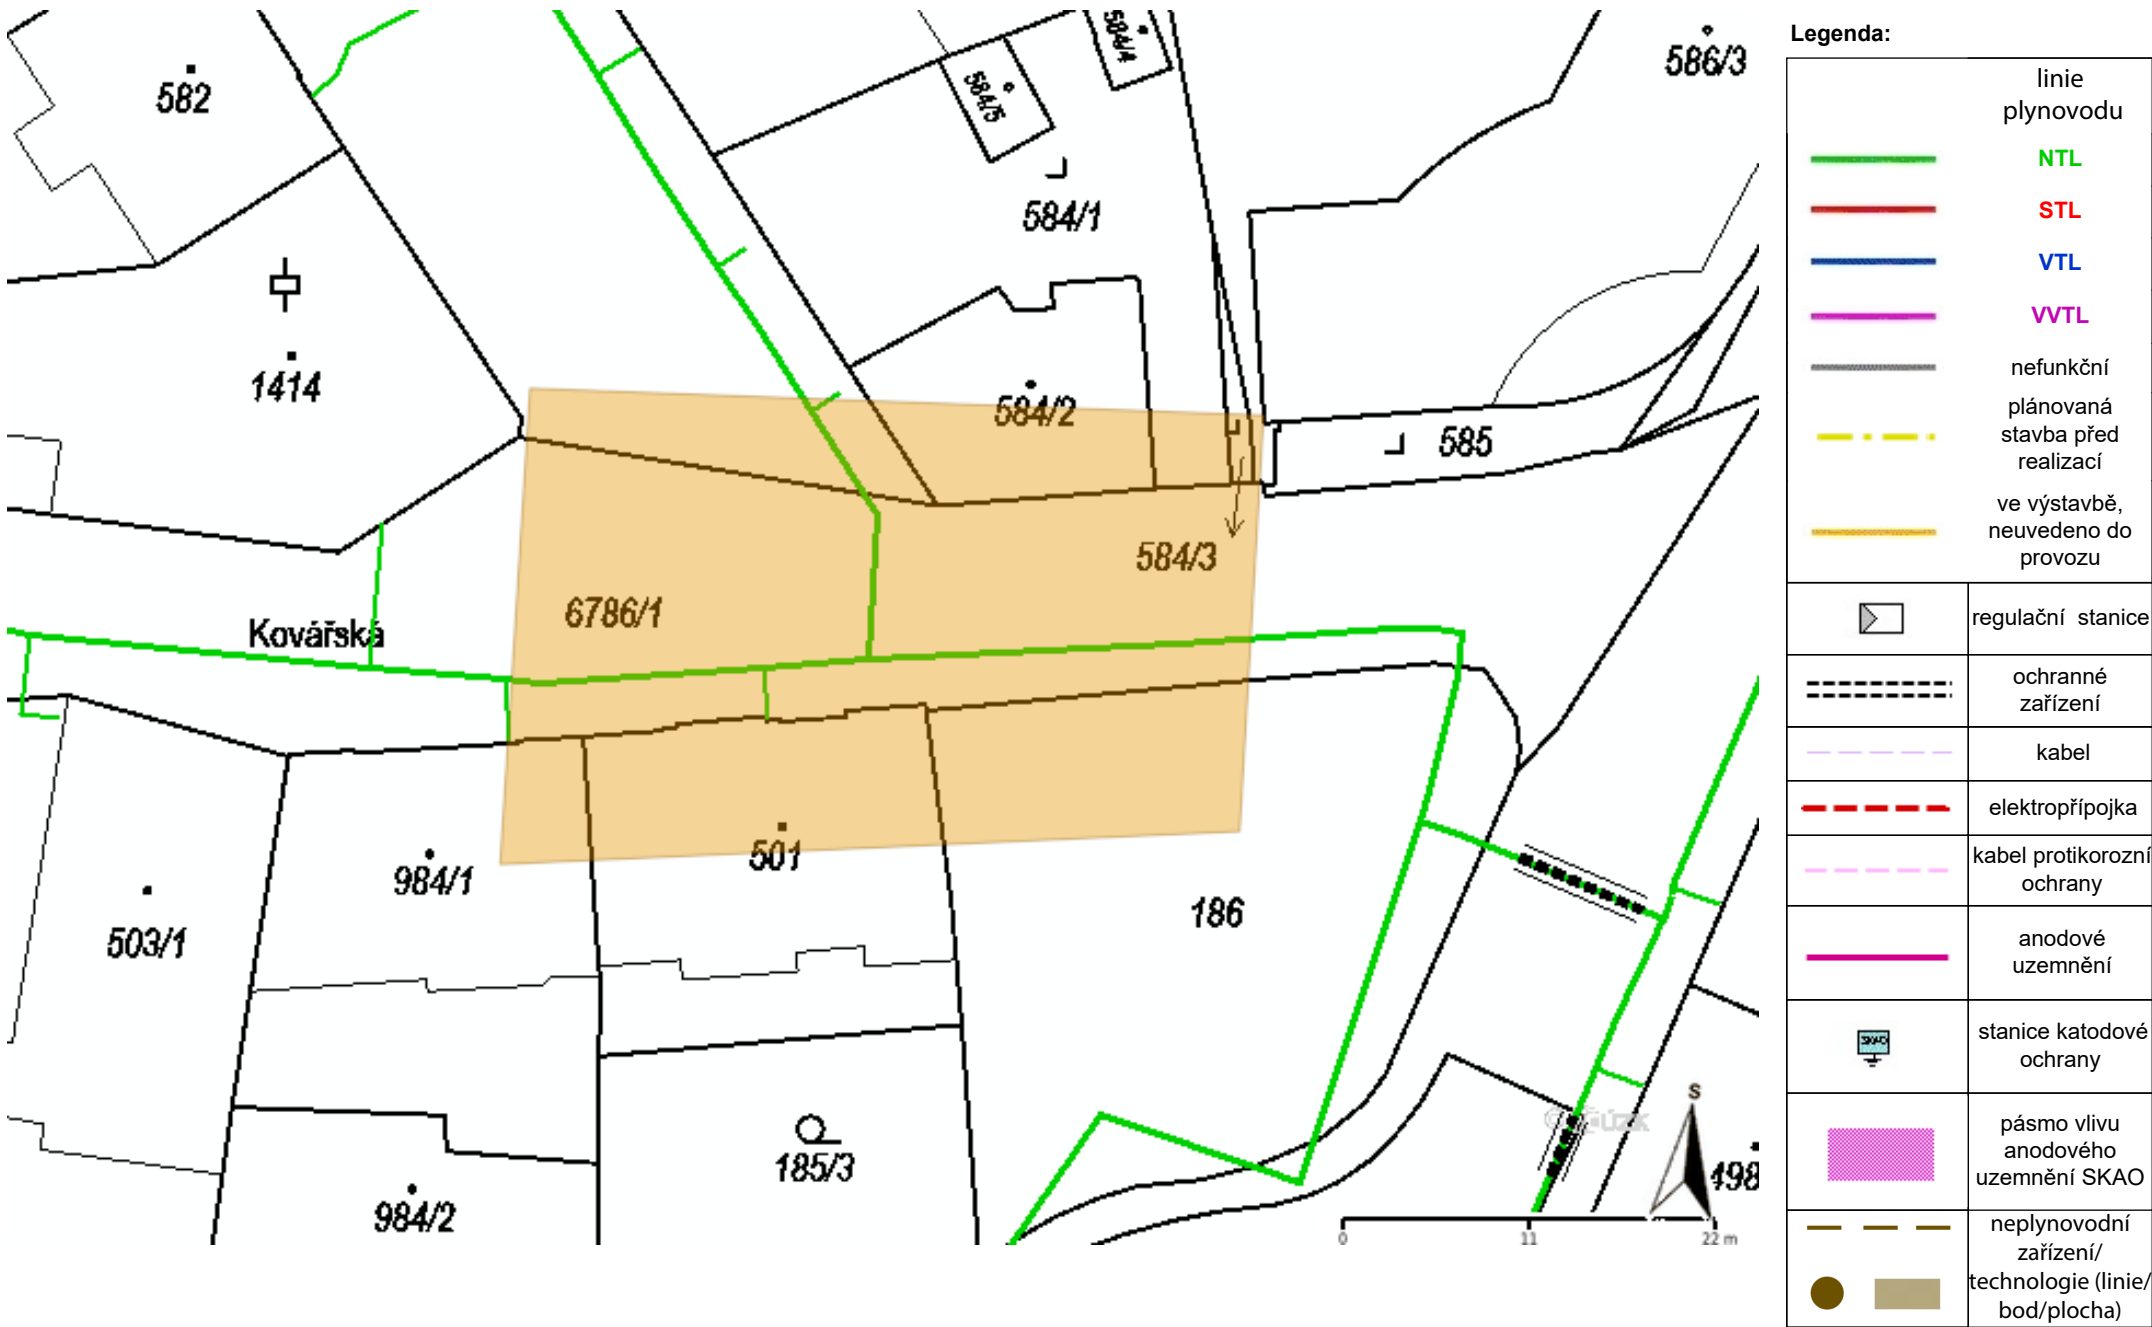 582
584/4
584/5
586/3
584/1
1414
584/2
585
584/3
6786/1
Kovářská
984/1
501
503/1
186
185/3
984/2
498
S
0 11 22 m
Legenda:
linie
plynovodu
NTL
STL
VTL
VVTL
nefunkční
plánovaná
stavba před
realizací
ve výstavbě,
neuvedeno do
provozu
regulační stanice
ochranné
zařízení
kabel
elektropřípojka
kabel protikorozní
ochrany
anodové
uzemnění
SKAO
stanice katodové
ochrany
pásmo vlivu
anodového
uzemnění SKAO
neplynovodní
zařízení/
technologie (linie/
bod/plocha)